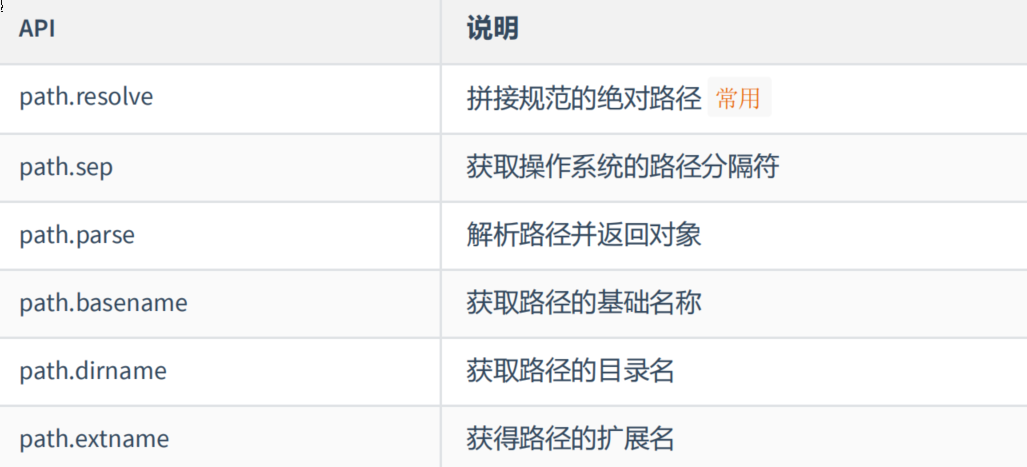 API 说明
path.resolve 拼接规范的绝对路径 常用
path.sep 获取操作系统的路径分隔符
path.parse 解析路径并返回对象
path.basename 获取路径的基础名称
path.dirname 获取路径的目录名
path.extname 获得路径的扩展名